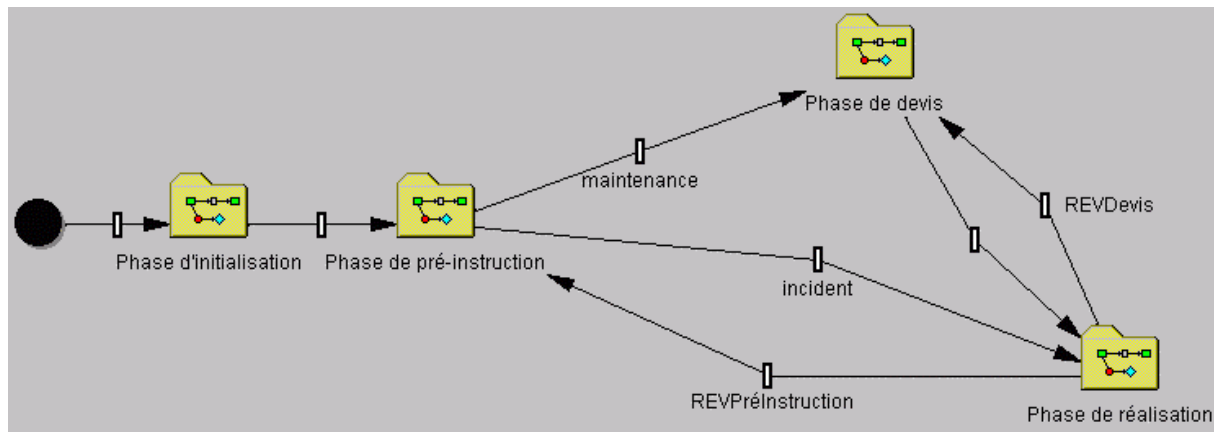 Phase de devis
maintenance
REVDevis
Phase d'initialisation
Phase de pré-instruction
incident
REVPréInstruction
Phase de réalisation